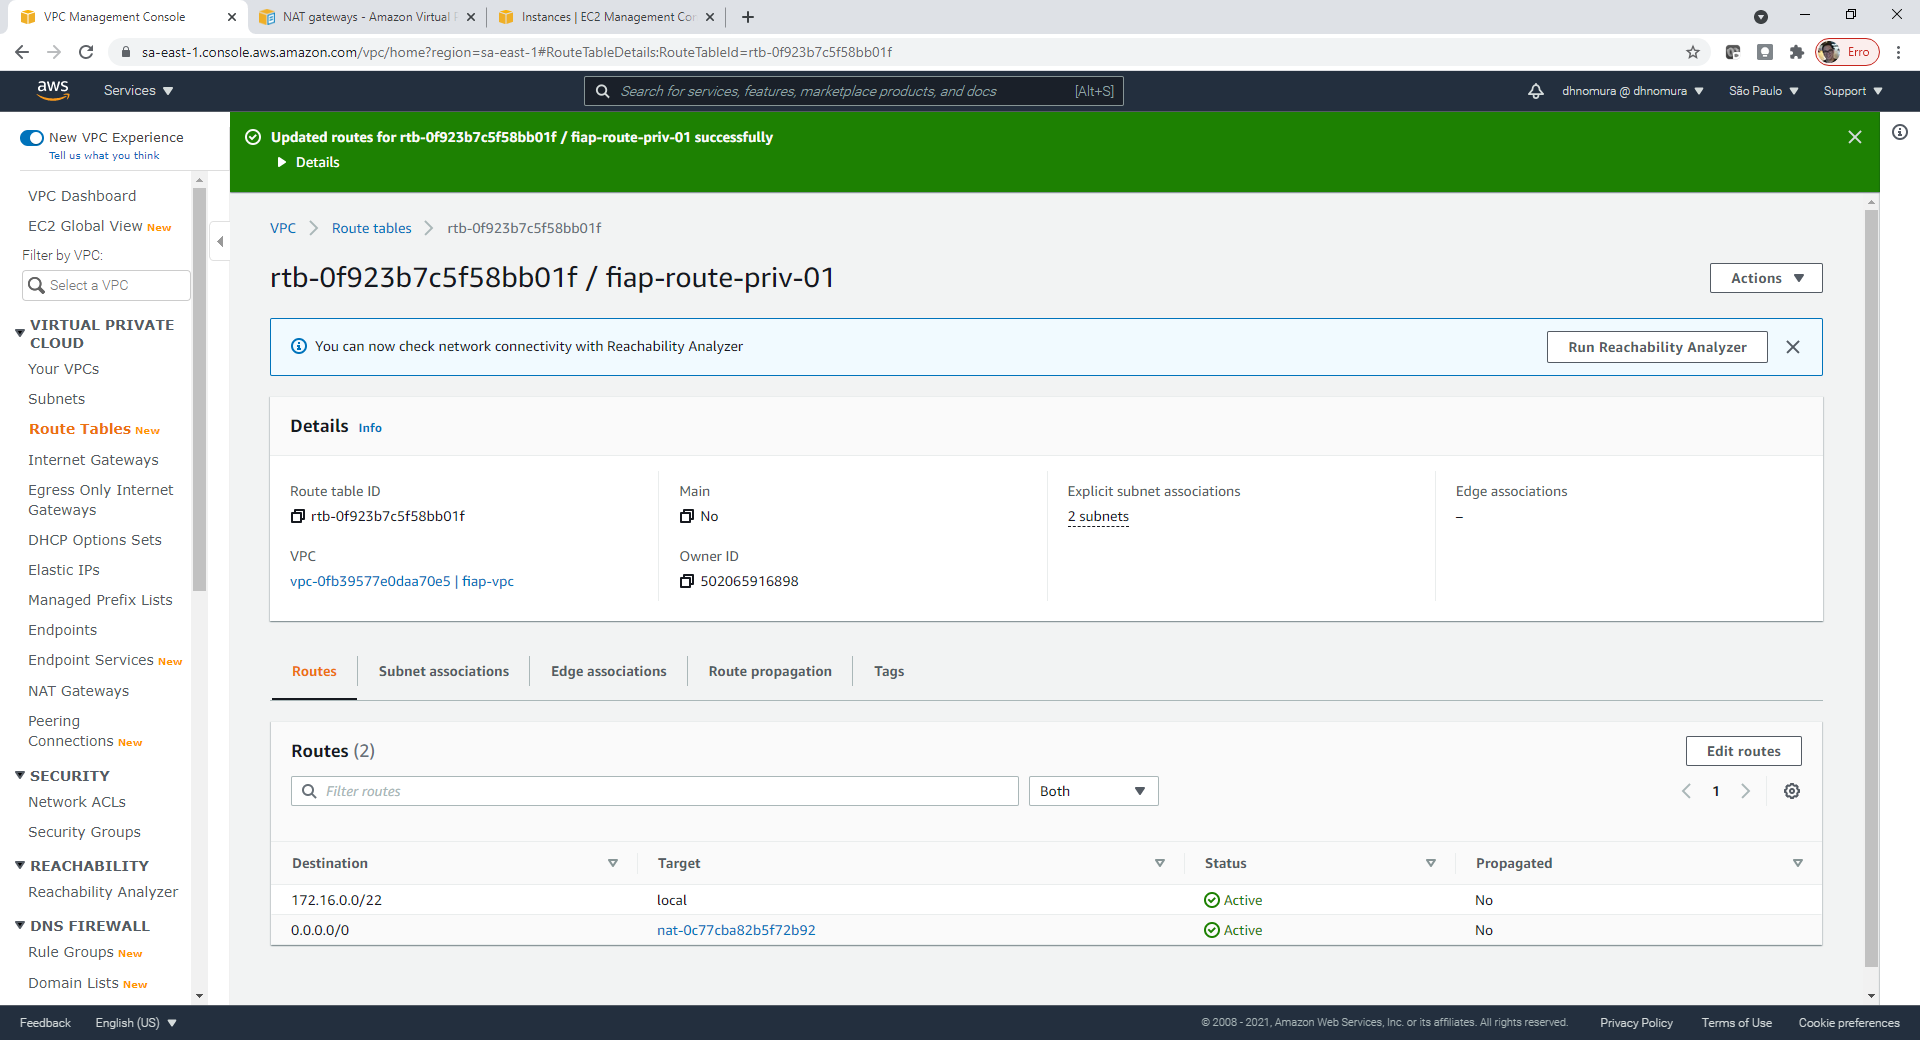 VPC Management Console
NAT gateways - Amazon Virtual P
Instances | EC2 Management Con
sa-east-1.console.aws.amazon.com/vpc/home?region=sa-east-1#RouteTableDetails:RouteTableId=rtb-0f923b7c5f58bb01f
Erro
aws
Services
Search for services, features, marketplace products, and docs
[Alt+S]
dhnomura @ dhnomura
São Paulo
Support
New VPC Experience
Tell us what you think
VPC Dashboard
EC2 Global View New
Filter by VPC:
Select a VPC
VIRTUAL PRIVATE
CLOUD
Your VPCs
Subnets
Route Tables New
Internet Gateways
Egress Only Internet
Gateways
DHCP Options Sets
Elastic IPs
Managed Prefix Lists
Endpoints
Endpoint Services New
NAT Gateways
Peering
Connections New
SECURITY
Network ACLs
Security Groups
REACHABILITY
Reachability Analyzer
DNS FIREWALL
Rule Groups New
Domain Lists New
Updated routes for rtb-0f923b7c5f58bb01f / fiap-route-priv-01 successfully
Details
VPC
Route tables
rtb-0f923b7c5f58bb01f
rtb-0f923b7c5f58bb01f / fiap-route-priv-01
Actions
You can now check network connectivity with Reachability Analyzer
Run Reachability Analyzer
Details Info
Route table ID
rtb-0f923b7c5f58bb01f
Main
No
Explicit subnet associations
2 subnets
Edge associations
–
VPC
vpc-0fb39577e0daa70e5 | fiap-vpc
Owner ID
502065916898
Routes
Subnet associations
Edge associations
Route propagation
Tags
Routes (2)
Edit routes
Filter routes
Both
1
Destination
Target
Status
Propagated
172.16.0.0/22
local
Active
No
0.0.0.0/0
nat-0c77cba82b5f72b92
Active
No
Feedback
English (US)
© 2008 - 2021, Amazon Web Services, Inc. or its affiliates. All rights reserved.
Privacy Policy
Terms of Use
Cookie preferences